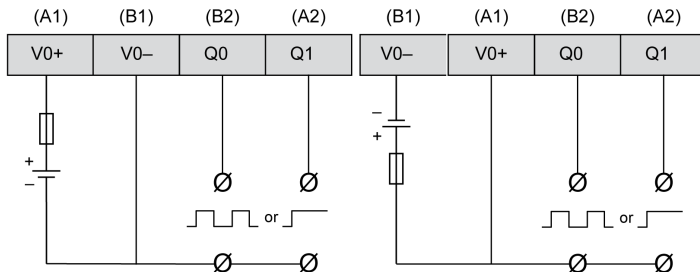 (A1) (B1) (B2) (A2) (B1) (A1) (B2) (A2)
V0+ V0– Q0 Q1 V0– V0+ Q0 Q1
–
+ +
–
or or